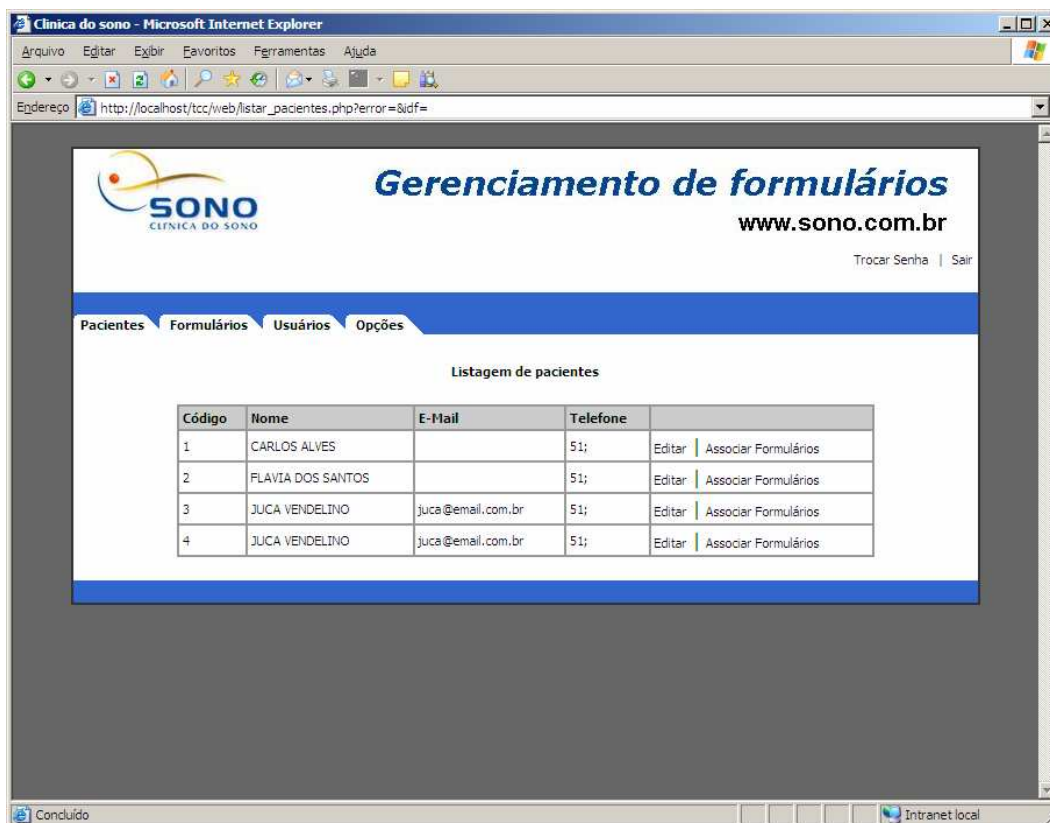 Clinica do sono - Microsoft Internet Explorer
Arquivo Editar Exibir Favoritos Ferramentas Ajuda
Endereço http://localhost/tcc/web/listar_pacientes.php?error=&idf=
SONO
CLÍNICA DO SONO
Gerenciamento de formulários
www.sono.com.br
Trocar Senha | Sair
Pacientes Formulários Usuários Opções
Listagem de pacientes
Código Nome E-Mail Telefone
1 CARLOS ALVES 51; Editar | Associar Formulários
2 FLAVIA DOS SANTOS 51; Editar | Associar Formulários
3 JUCA VENDELINO juca@email.com.br 51; Editar | Associar Formulários
4 JUCA VENDELINO juca@email.com.br 51; Editar | Associar Formulários
Concluído Intranet local